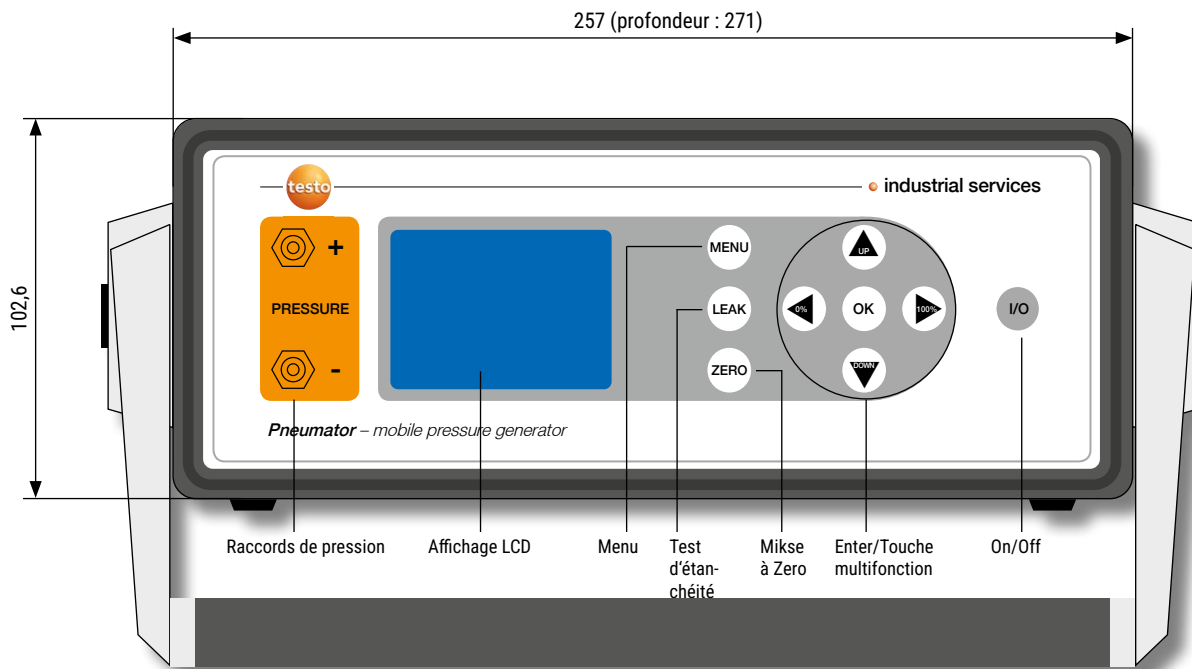 257 (profondeur : 271)
102,6
testo
industrial services
+
PRESSURE
-
MENU
LEAK
ZERO
UP
0%
OK
100%
DOWN
I/O
Pneumator – mobile pressure generator
Raccords de pression
Affichage LCD
Menu
Test
d‘étan-
chéité
Mikse
à Zero
Enter/Touche
multifonction
On/Off